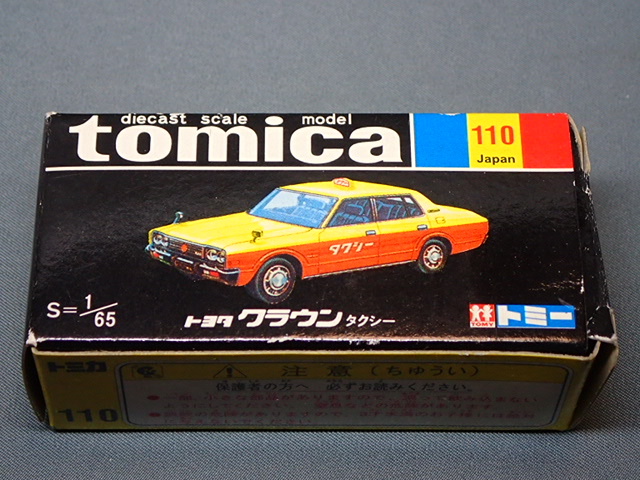 diecast scale model
tomica
110
Japan
タクシー
S=1/65
トヨタ クラウン タクシー
TOMY トミー
トミカ
注意 (ちゅうい)
保護者の方へ 必ずお読みください。
110